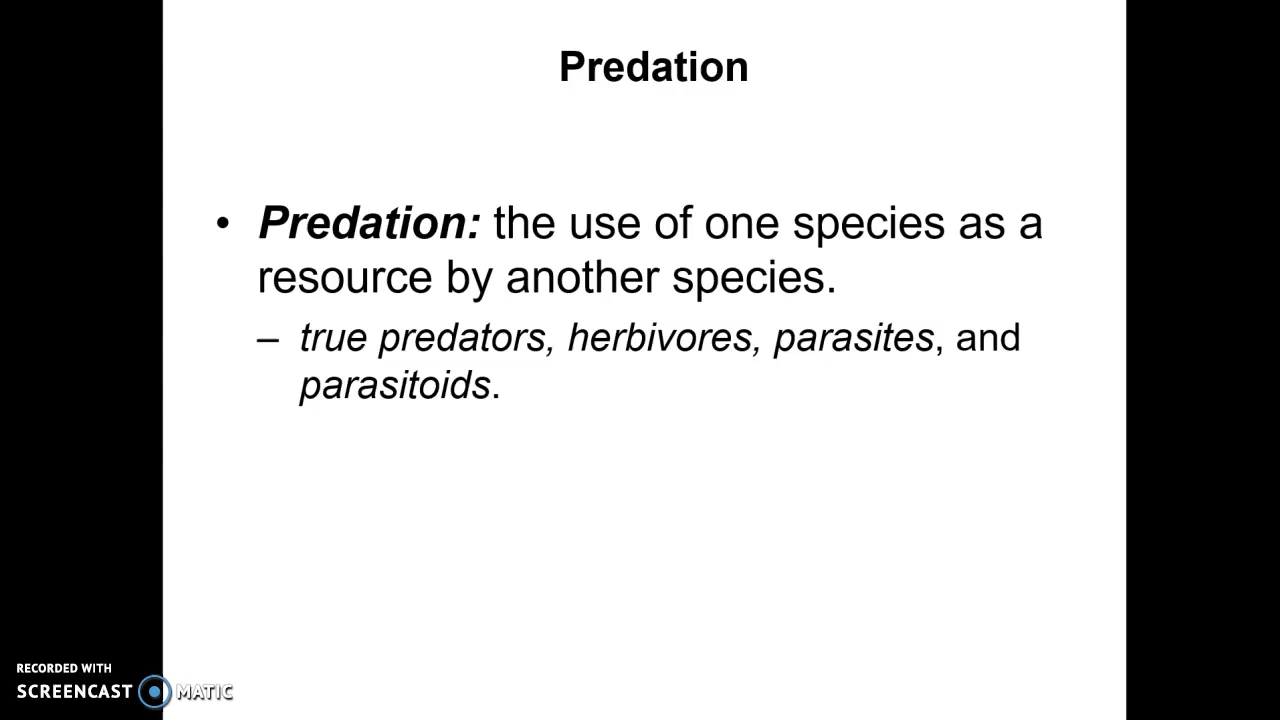 Predation
• Predation: the use of one species as a
resource by another species.
– true predators, herbivores, parasites, and
parasitoids.
RECORDED WITH
SCREENCAST MATIC